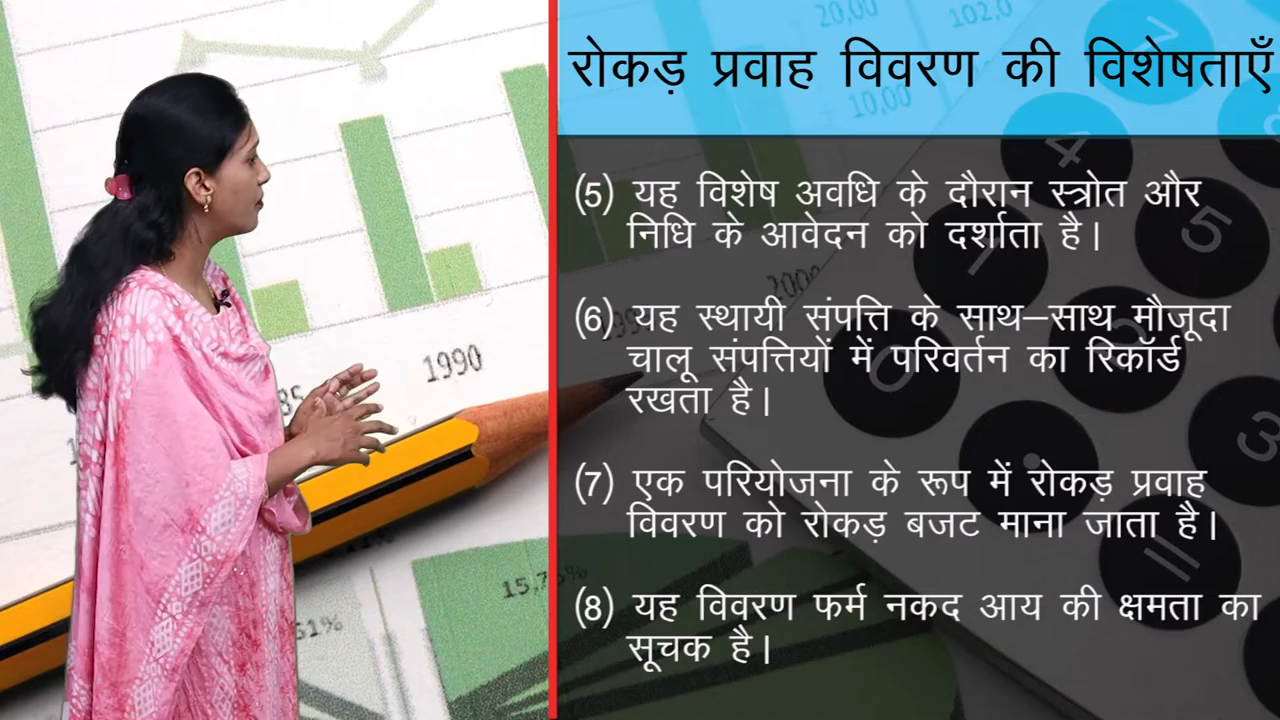 रोकड़ प्रवाह विवरण की विशेषताएँ
(5) यह विशेष अवधि के दौरान स्त्रोत और
निधि के आवेदन को दर्शाता है।
(6) यह स्थायी संपत्ति के साथ–साथ मौजूदा
चालू संपत्तियों में परिवर्तन का रिकॉर्ड
रखता है।
(7) एक परियोजना के रूप में रोकड़ प्रवाह
विवरण को रोकड़ बजट माना जाता है।
(8) यह विवरण फर्म नकद आय की क्षमता का
सूचक है।
1990